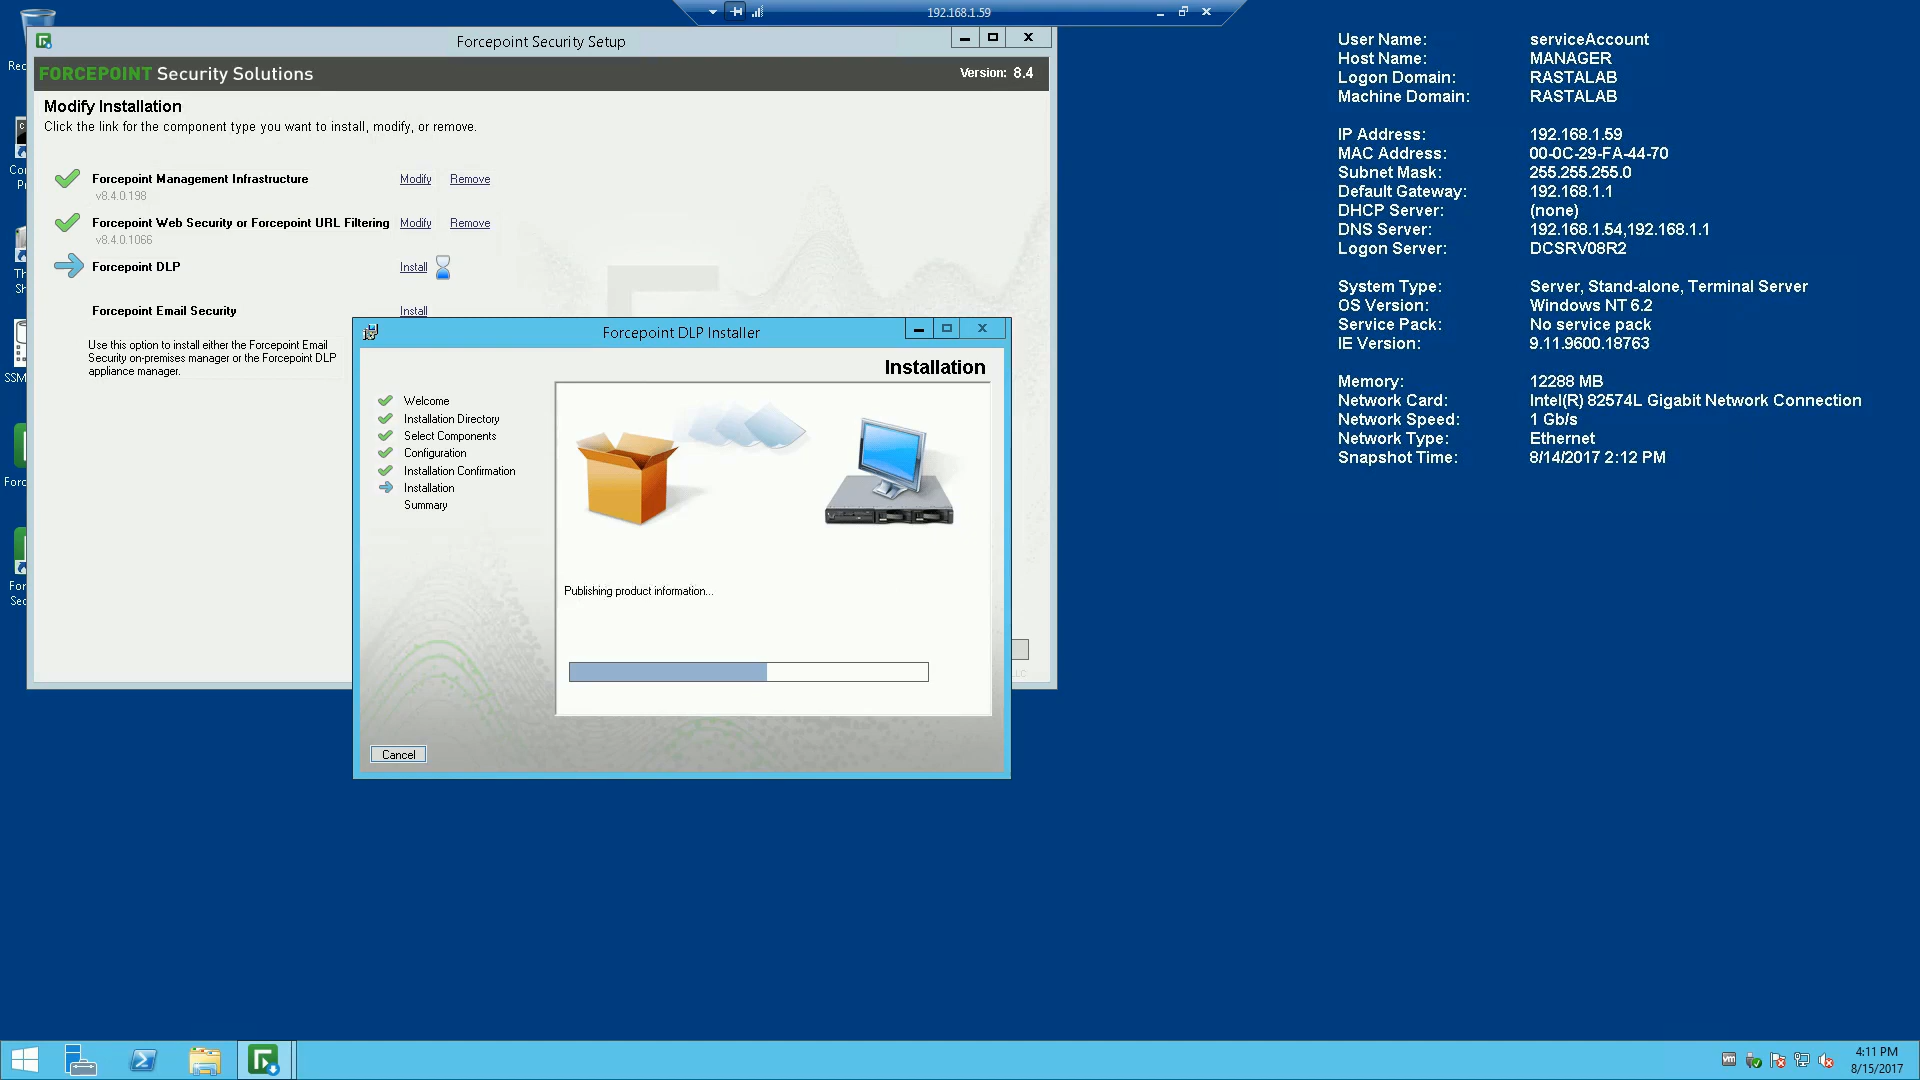 192.168.1.59
Forcepoint Security Setup
FORCEPOINT Security Solutions
Version: 8.4
Modify Installation
Click the link for the component type you want to install, modify, or remove.
Forcepoint Management Infrastructure Modify Remove
v8.4.0.198
Forcepoint Web Security or Forcepoint URL Filtering Modify Remove
v8.4.0.1066
Forcepoint DLP Install
Forcepoint Email Security Install
Use this option to install either the Forcepoint Email
Security on-premises manager or the Forcepoint DLP
appliance manager.
Forcepoint DLP Installer
Installation
Welcome
Installation Directory
Select Components
Configuration
Installation Confirmation
Installation
Summary
Publishing product information...
Cancel
User Name: serviceAccount
Host Name: MANAGER
Logon Domain: RASTALAB
Machine Domain: RASTALAB
IP Address: 192.168.1.59
MAC Address: 00-0C-29-FA-44-70
Subnet Mask: 255.255.255.0
Default Gateway: 192.168.1.1
DHCP Server: (none)
DNS Server: 192.168.1.54,192.168.1.1
Logon Server: DCSRV08R2
System Type: Server, Stand-alone, Terminal Server
OS Version: Windows NT 6.2
Service Pack: No service pack
IE Version: 9.11.9600.18763
Memory: 12288 MB
Network Card: Intel(R) 82574L Gigabit Network Connection
Network Speed: 1 Gb/s
Network Type: Ethernet
Snapshot Time: 8/14/2017 2:12 PM
4:11 PM
8/15/2017